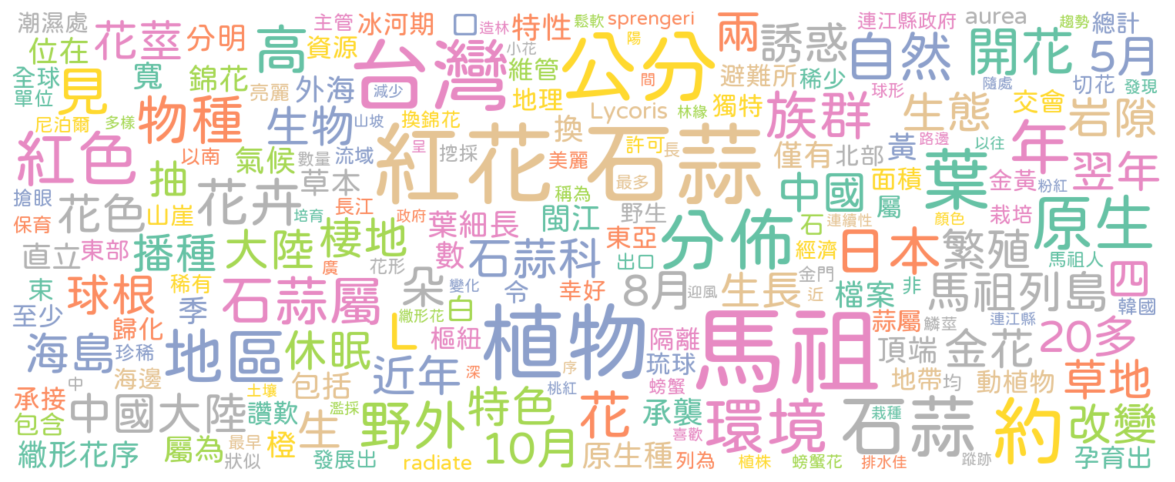 潮濕處 花莖 分明 高 主管 冰河期 口 造林 特性 鬆軟 sprengeri 陽 兩 誘惑 連江縣政府 aurea 趨勢 總計
位在 資源 台灣 小花 公分 自然 開花 5月
全球 寬 錦花 外海 維管 間 避難所 稀少 球形 隨處 切花 發現
單位 見 亮麗 減少 地理 Lycoris 林緣 獨特 族群 生態 交會 岩隙
尼泊爾 多樣 物種 生物 山坡 換錦花 紅花石蒜 換 許可 長 僅有 北部 黃 路邊 以往 年 翌年
紅色 以南 氣候 數量 流域 呈 挖採 美麗 最多 中國 面積 葉 金黃 粉紅
搶眼 抽 花卉 草本 長江 政府 稱為 屬 栽培 原生
保育 花色 山崖 培育 棲地 葉細長 閩江 野生 分佈 石 連續性 顏色
直立 東部 播種 大陸 廣 花形 數 石蒜科 東亞 出口 經濟 日本 繁殖 馬祖人
束 稀有 球根 石蒜屬 朵 變化 令 幸好 8月 迎風 生長 金門 近 檔案 非 馬祖列島 四
至少 季 繖形花 白 韓國
歸化 L 樞紐 植物 隔離 馬祖 蒜屬 鱗莖 連江縣 20多
海島 珍稀 地區 休眠 琉球 頂端 金花
中 海邊 土壤 包括 近年 深 序 桃紅 螃蟹 地帶 均 動植物 草地
承接 中國大陸 讚歎 濫採 野外 特色 花 承襲 環境 栽種 石蒜 約 改變
包含 最早 橙 生 10月 喜歡
繖形花序 屬為 狀似 發展出 radiate 原生種 列為 植株 螃蟹花 排水佳 蹤跡 孕育出